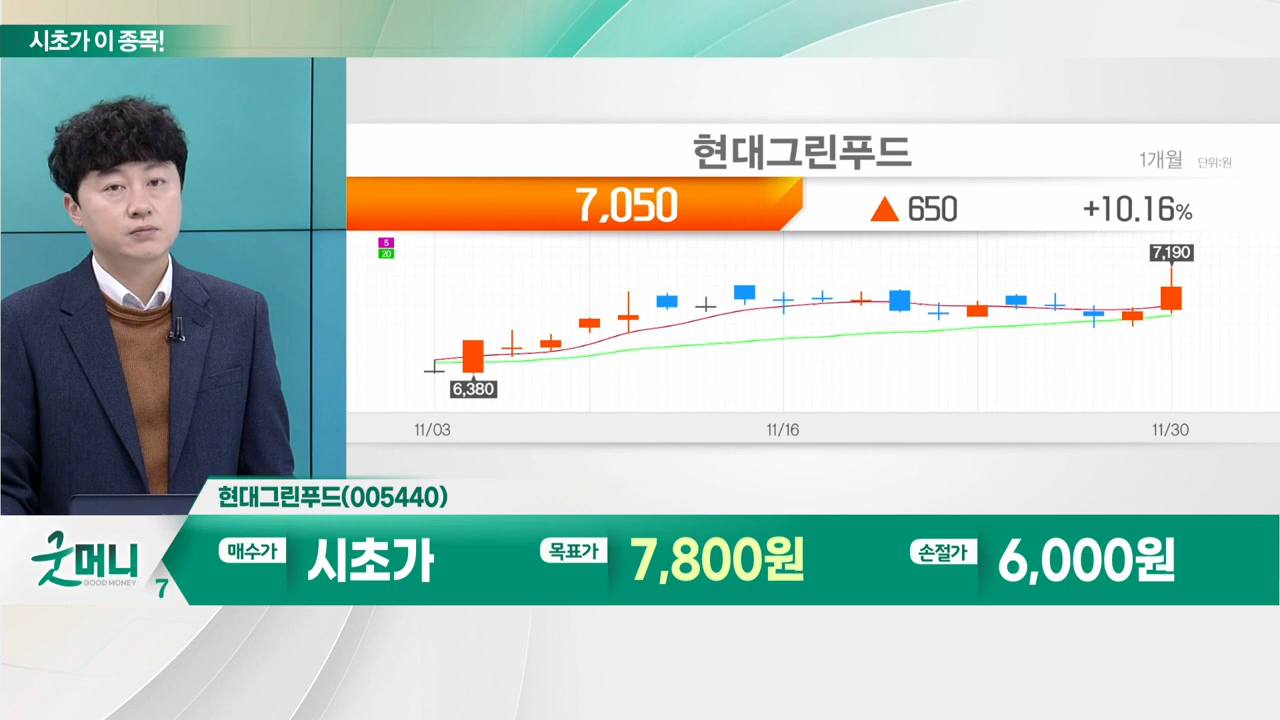 시초가 이 종목!
현대그린푸드
1개월 단위:원
7,050 ▲ 650 +10.16%
5
20
7,190
6,380
11/03 11/16 11/30
현대그린푸드(005440)
굿머니
GOOD MONEY
7
매수가 시초가 목표가 7,800원 손절가 6,000원